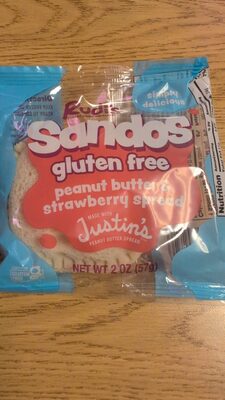 Rudi's
simply
delicious
Sandos
gluten free
peanut butter &
strawberry spread
MADE WITH
Justin's
PEANUT BUTTER SPREAD
NET WT 2 OZ (57g)
Nutrition